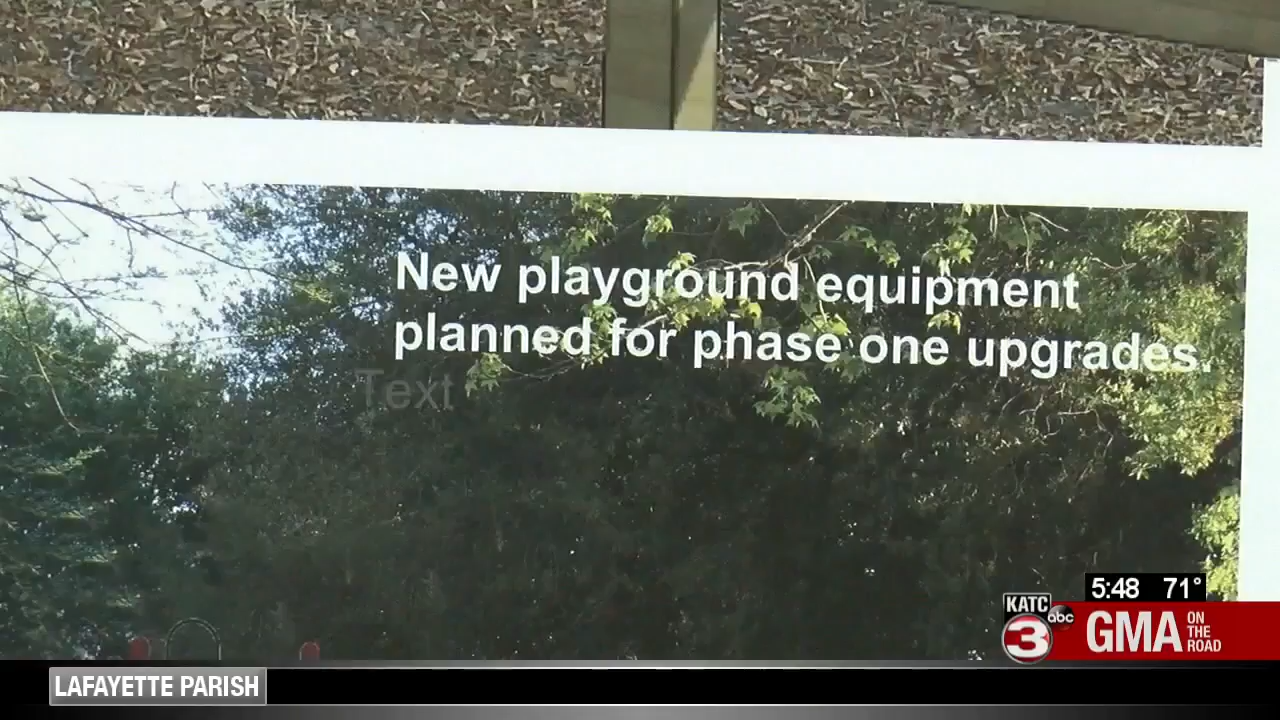 New playground equipment
planned for phase one upgrades.
Text
5:48 71°
KATC
3
abc
GMA
ON
THE
ROAD
LAFAYETTE PARISH